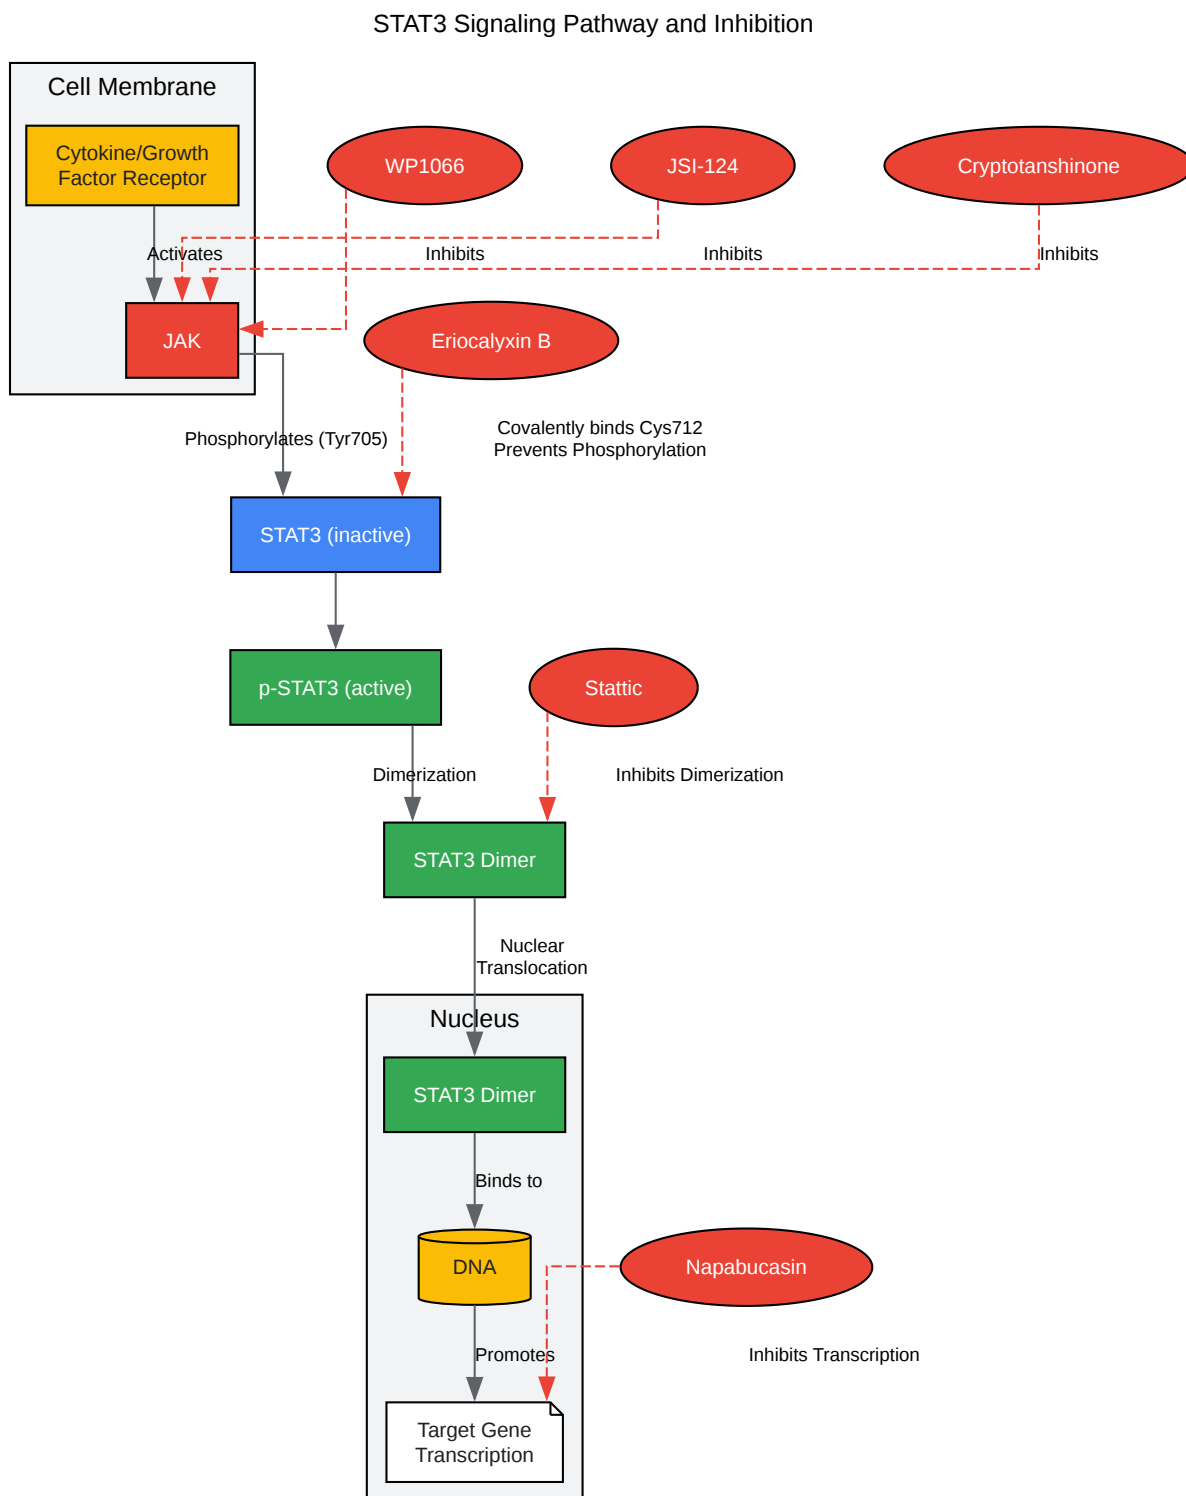 STAT3 Signaling Pathway and Inhibition
Cell Membrane
Cytokine/Growth
Factor Receptor
WP1066
JSI-124
Cryptotanshinone
Activates
Inhibits
Inhibits
Inhibits
JAK
Eriocalyxin B
Phosphorylates (Tyr705)
Covalently binds Cys712
Prevents Phosphorylation
STAT3 (inactive)
p-STAT3 (active)
Stattic
Dimerization
Inhibits Dimerization
STAT3 Dimer
Nuclear
Translocation
Nucleus
STAT3 Dimer
Binds to
DNA
Napabucasin
Promotes
Inhibits Transcription
Target Gene
Transcription